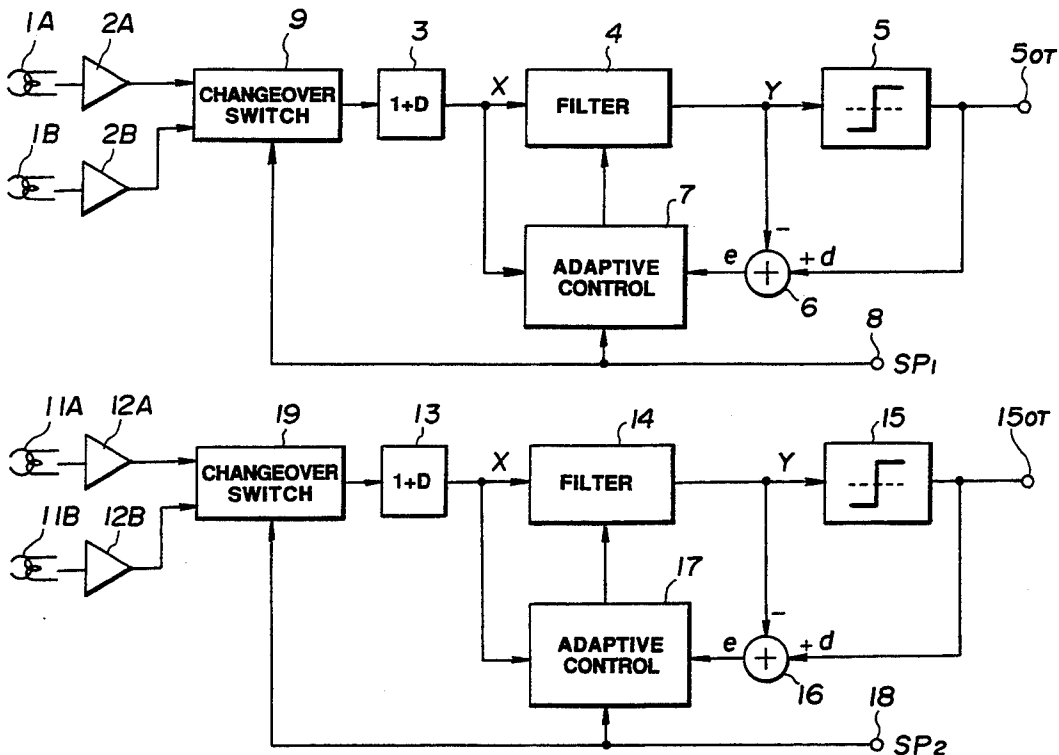 1A 2A 9 3 4 5 5OT
CHANGEOVER SWITCH
1+D
X
FILTER
Y
1B 2B
7
ADAPTIVE CONTROL
e
-
+ d
6
8
SP1
11A 12A 19 13 14 15 15OT
CHANGEOVER SWITCH
1+D
X
FILTER
Y
11B 12B
17
ADAPTIVE CONTROL
e
-
+ d
16
18
SP2